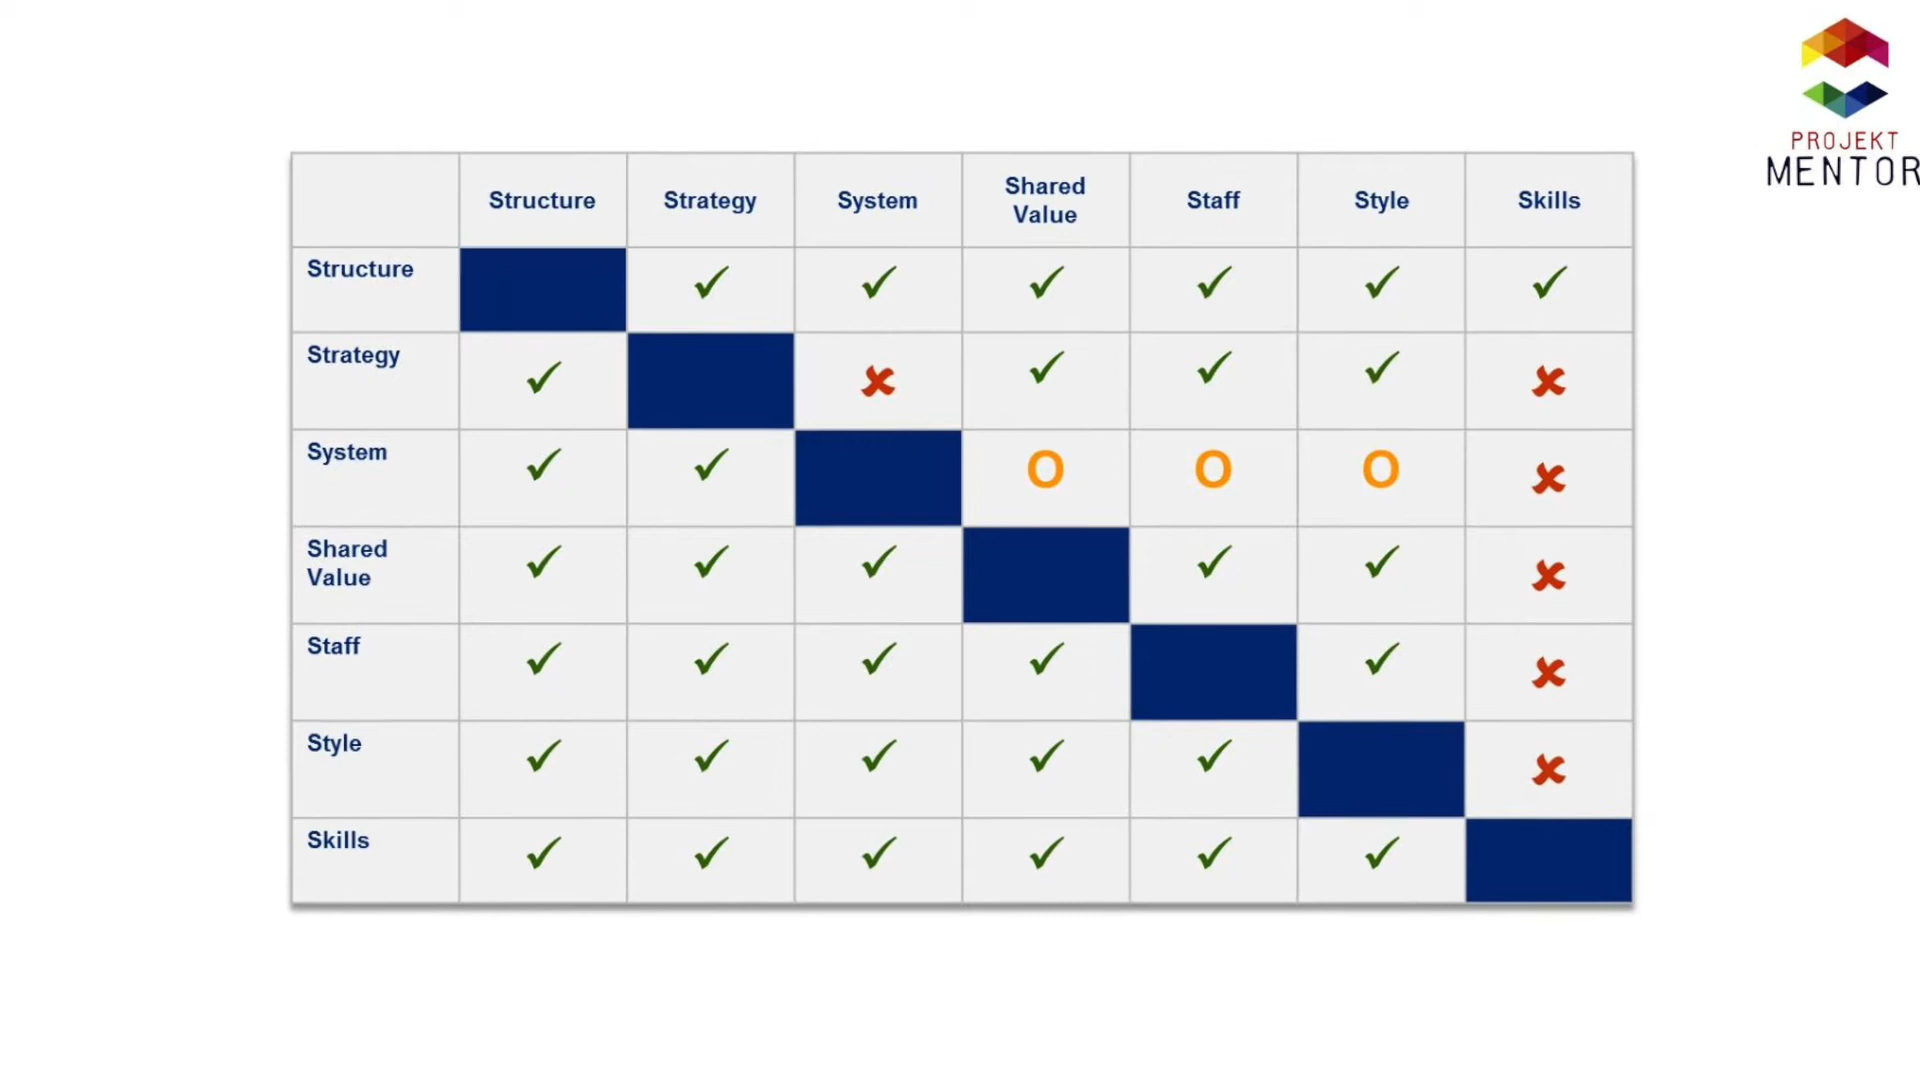 PROJEKT
MENTOR
Structure Strategy System Shared Value Staff Style Skills
Structure ✓ ✓ ✓ ✓ ✓ ✓
Strategy ✓ ✘ ✓ ✓ ✓ ✘
System ✓ ✓ O O O ✘
Shared Value ✓ ✓ ✓ ✓ ✓ ✘
Staff ✓ ✓ ✓ ✓ ✓ ✘
Style ✓ ✓ ✓ ✓ ✓ ✘
Skills ✓ ✓ ✓ ✓ ✓ ✓